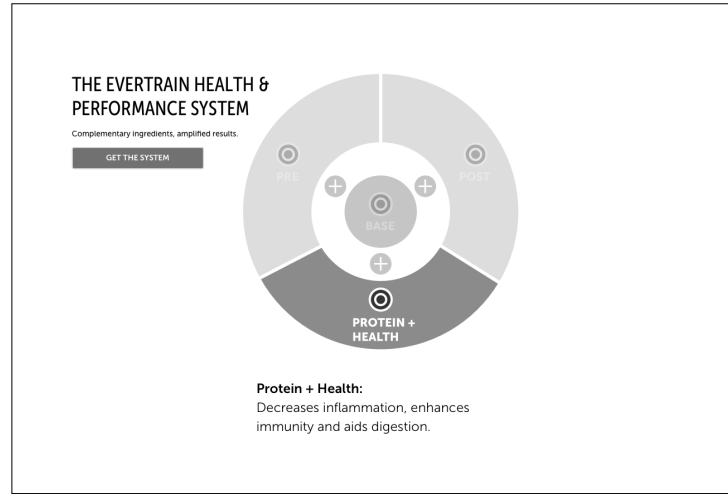 THE EVERTRAIN HEALTH &
PERFORMANCE SYSTEM
Complementary ingredients, amplified results.
GET THE SYSTEM
PRE
POST
BASE
PROTEIN +
HEALTH
Protein + Health:
Decreases inflammation, enhances
immunity and aids digestion.